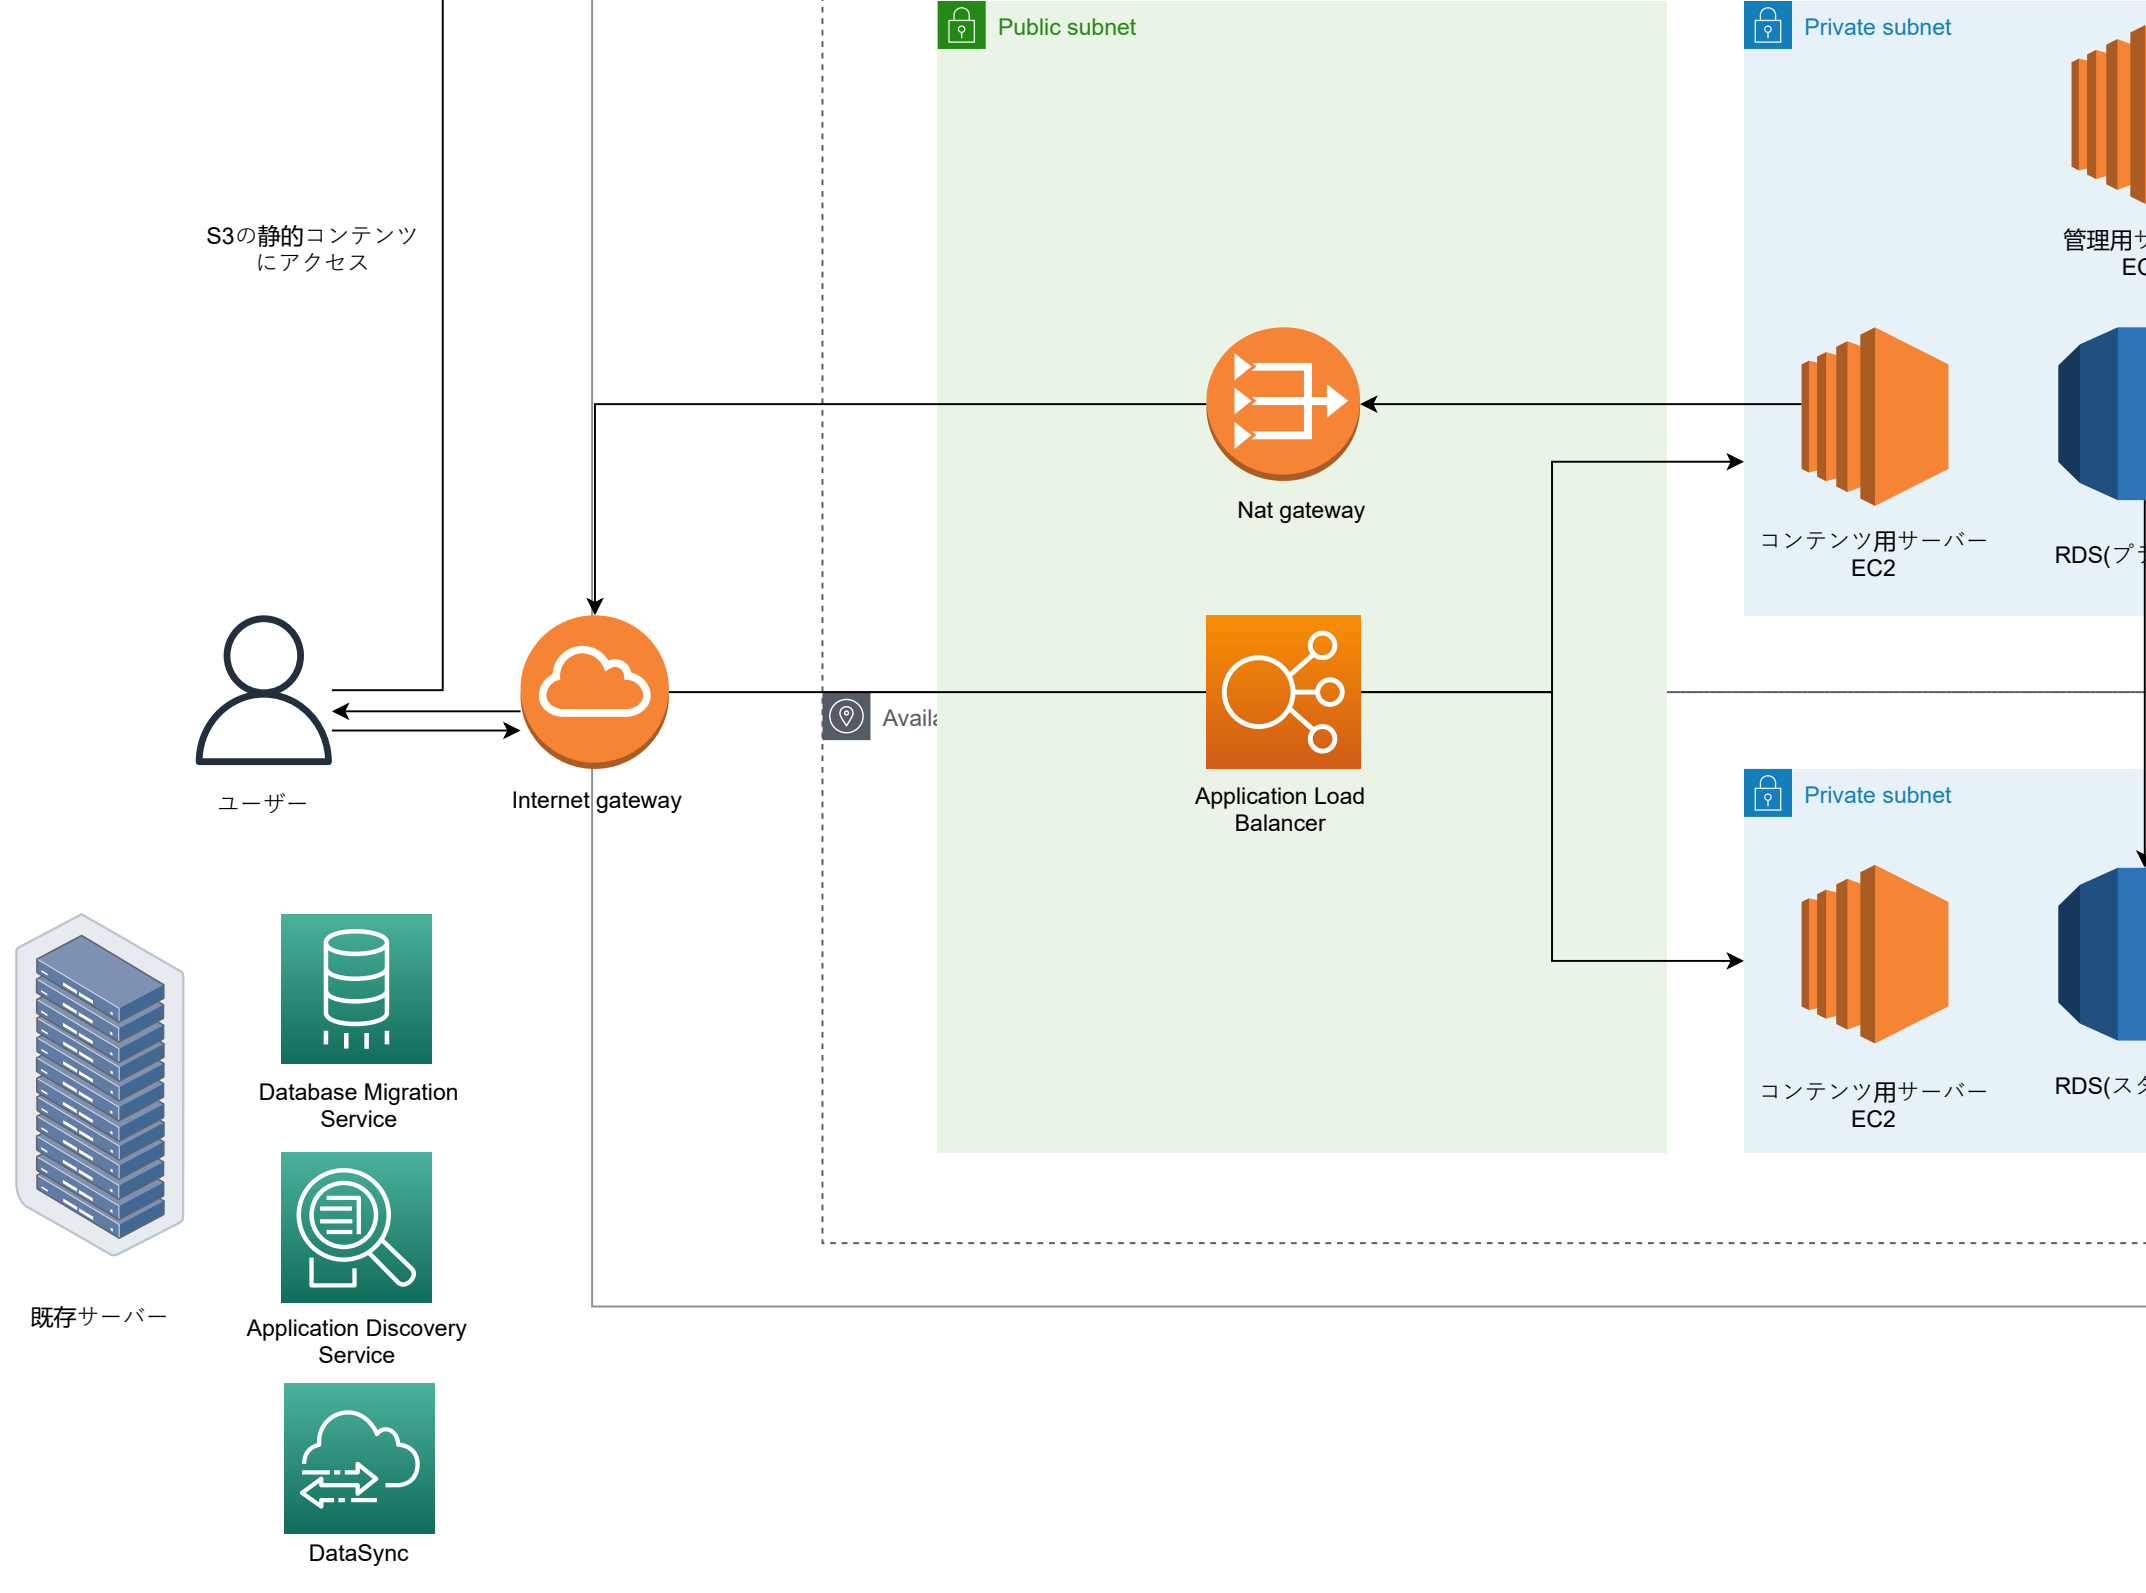 Public subnet
Private subnet
S3の静的コンテンツ
にアクセス
管理用サ
EC
Nat gateway
コンテンツ用サーバー
EC2
RDS(プ
Availa
ユーザー
Internet gateway
Application Load
Balancer
Private subnet
Database Migration
Service
コンテンツ用サーバー
EC2
RDS(スタ
既存サーバー
Application Discovery
Service
DataSync